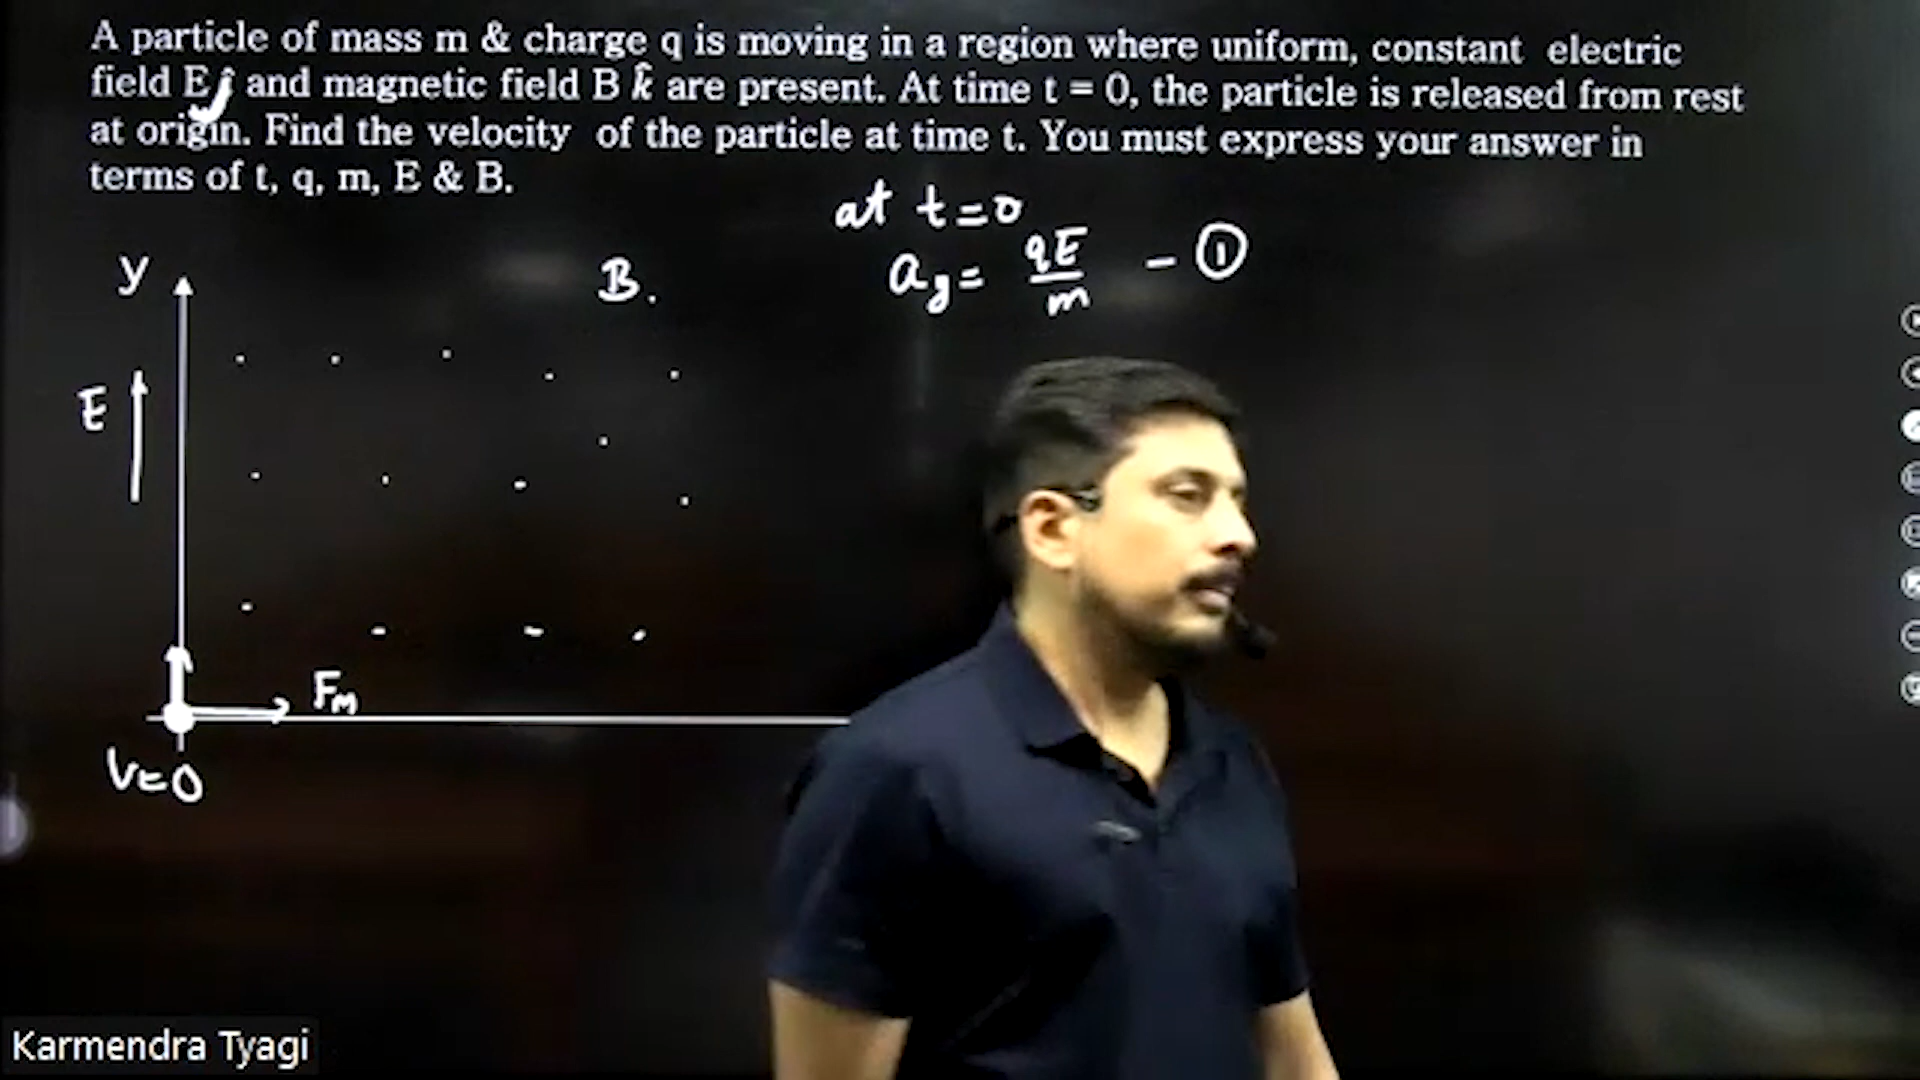 A particle of mass m & charge q is moving in a region where uniform, constant electric
field E ĵ and magnetic field B k̂ are present. At time t = 0, the particle is released from rest
at origin. Find the velocity of the particle at time t. You must express your answer in
terms of t, q, m, E & B.
at t=0
a_y = qE/m - ①
y
B.
E
F_M
V=0
Karmendra Tyagi